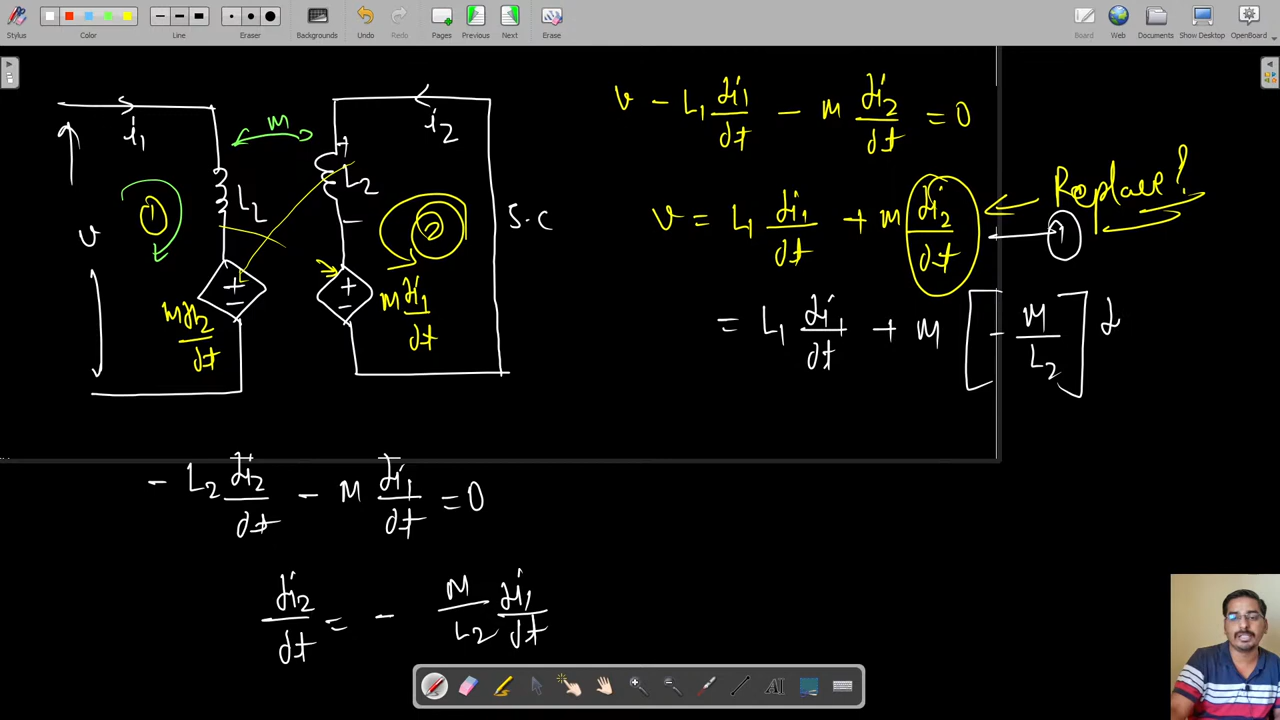 Stylus Color Line Eraser Backgrounds Undo Redo Pages Previous Next Erase Board Web Documents Show Desktop OpenBoard
i1
M
i2
L2
L2
+
-
1
2
S.C
v
+
-
+
-
M di2/dt
M di1/dt
v - L1 di1/dt - M di2/dt = 0
v = L1 di1/dt + M di2/dt
Replace?
1
= L1 di1/dt + M [- M/L2] d
- L2 di2/dt - M di1/dt = 0
di2/dt = - M/L2 di1/dt
AI